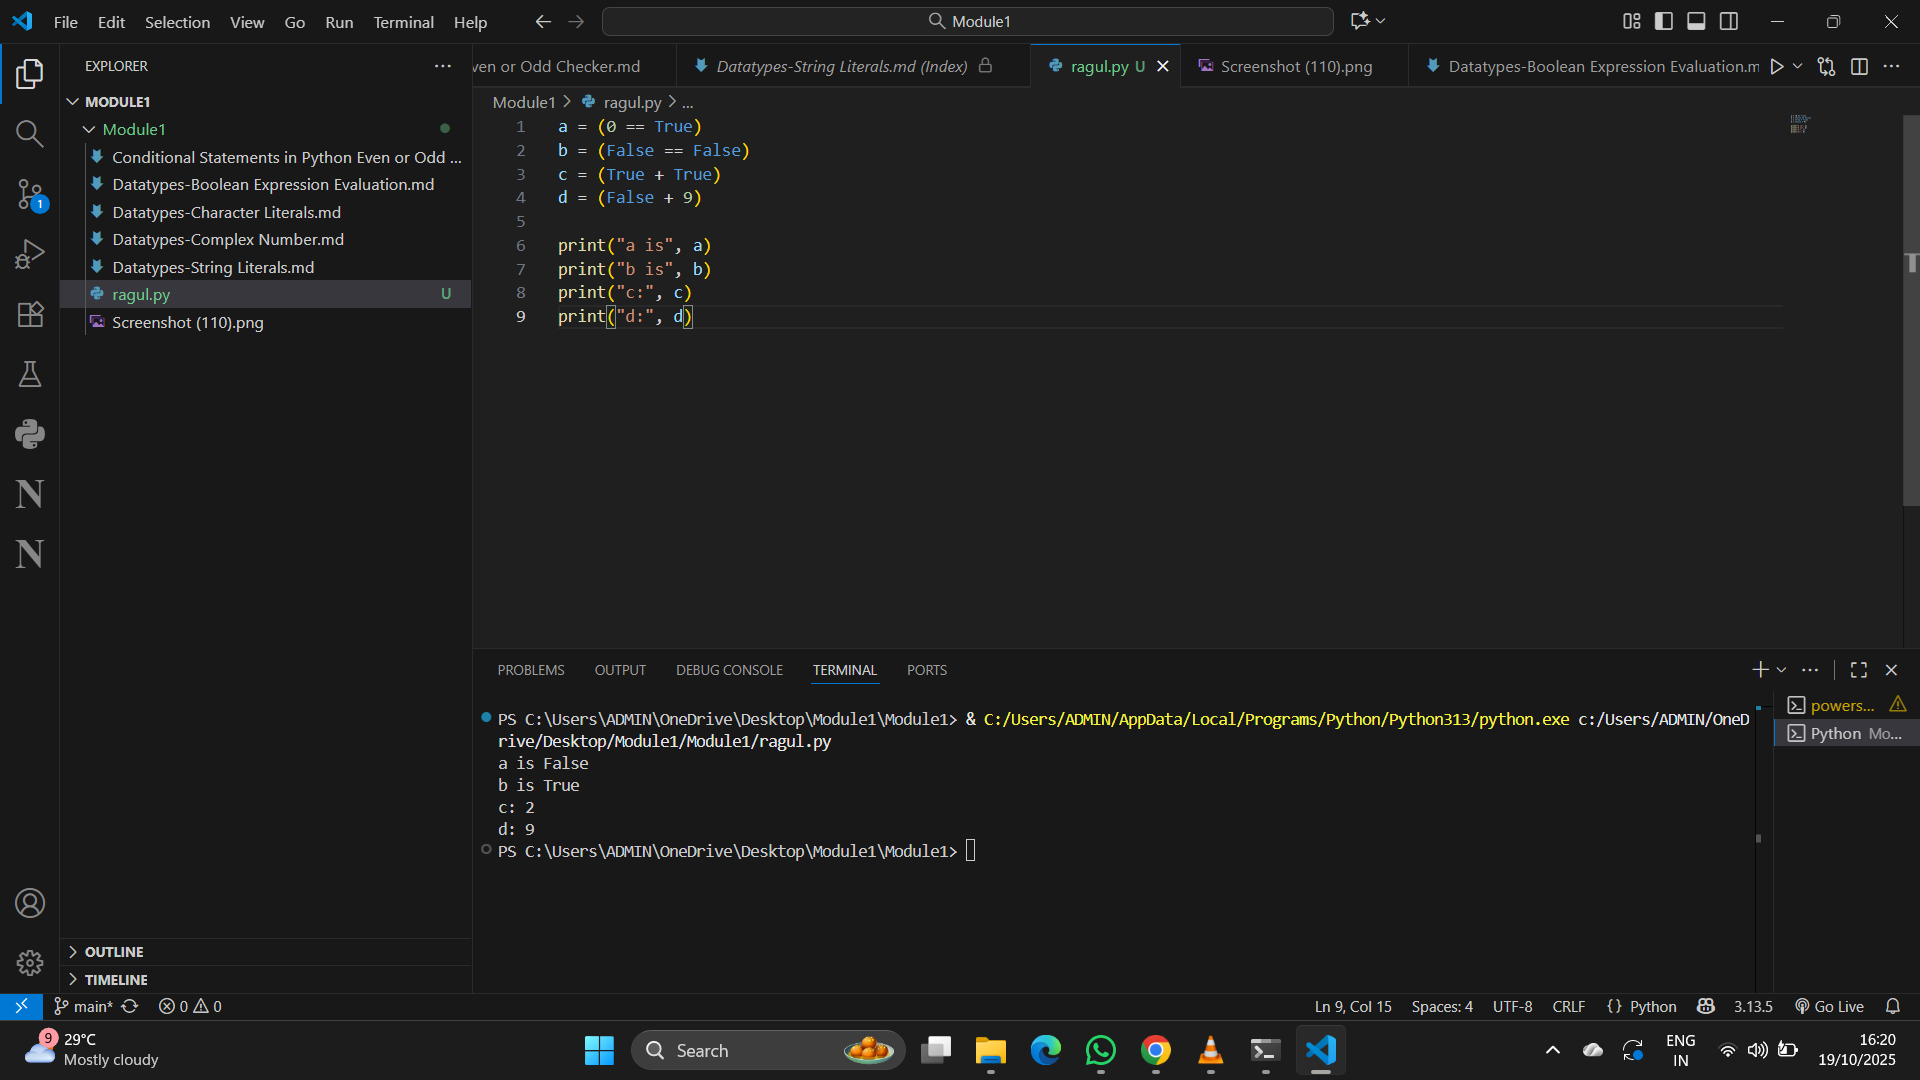 File Edit Selection View Go Run Terminal Help
Module1
EXPLORER
MODULE1
Module1
Conditional Statements in Python Even or Odd ...
Datatypes-Boolean Expression Evaluation.md
Datatypes-Character Literals.md
Datatypes-Complex Number.md
Datatypes-String Literals.md
ragul.py U
Screenshot (110).png
OUTLINE
TIMELINE
ven or Odd Checker.md
Datatypes-String Literals.md (Index)
ragul.py U
Screenshot (110).png
Datatypes-Boolean Expression Evaluation.m
Module1 > ragul.py > ...
1 a = (0 == True)
2 b = (False == False)
3 c = (True + True)
4 d = (False + 9)
5
6 print("a is", a)
7 print("b is", b)
8 print("c:", c)
9 print("d:", d)
PROBLEMS OUTPUT DEBUG CONSOLE TERMINAL PORTS
PS C:\Users\ADMIN\OneDrive\Desktop\Module1\Module1> & C:/Users/ADMIN/AppData/Local/Programs/Python/Python313/python.exe c:/Users/ADMIN/OneD
rive/Desktop/Module1/Module1/ragul.py
a is False
b is True
c: 2
d: 9
PS C:\Users\ADMIN\OneDrive\Desktop\Module1\Module1>
powers...
Python Mo...
1
main* 0 0
Ln 9, Col 15 Spaces: 4 UTF-8 CRLF {} Python 3.13.5 Go Live
9
29°C
Mostly cloudy
Search
ENG
IN
16:20
19/10/2025